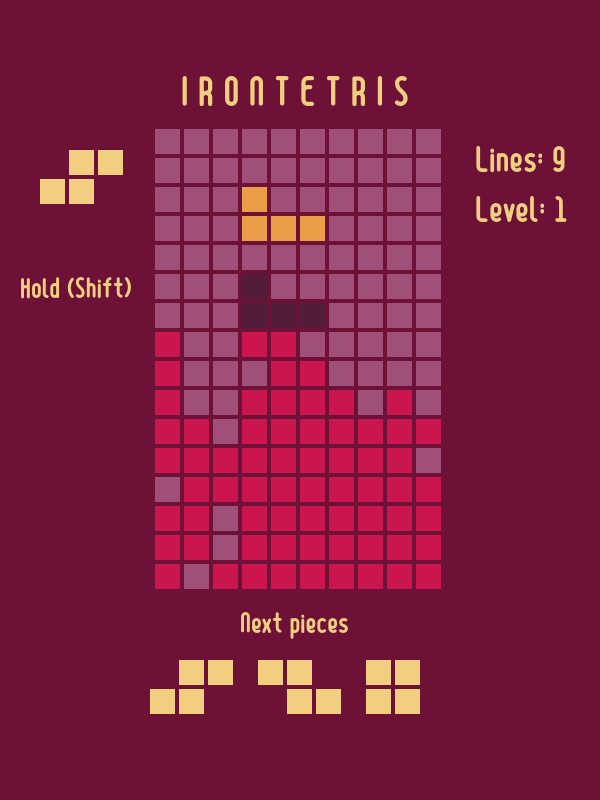 IRONTETRIS
Lines: 9
Level: 1
Hold (Shift)
Next pieces